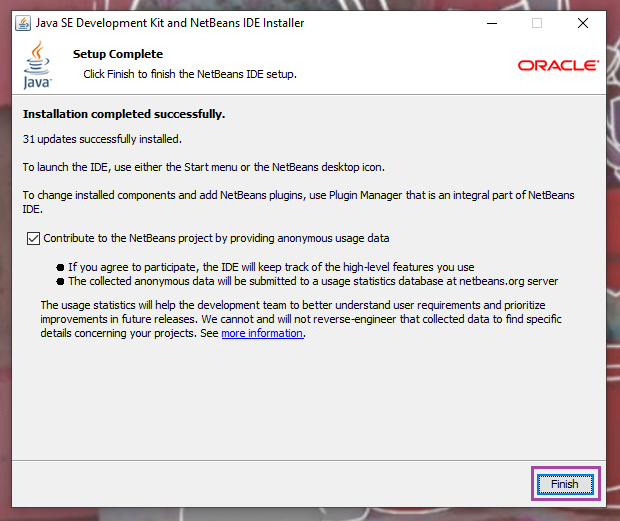 Java SE Development Kit and NetBeans IDE Installer
Setup Complete
Click Finish to finish the NetBeans IDE setup.
Java
ORACLE
Installation completed successfully.
31 updates successfully installed.
To launch the IDE, use either the Start menu or the NetBeans desktop icon.
To change installed components and add NetBeans plugins, use Plugin Manager that is an integral part of NetBeans
IDE.
Contribute to the NetBeans project by providing anonymous usage data
● If you agree to participate, the IDE will keep track of the high-level features you use
● The collected anonymous data will be submitted to a usage statistics database at netbeans.org server
The usage statistics will help the development team to better understand user requirements and prioritize
improvements in future releases. We cannot and will not reverse-engineer that collected data to find specific
details concerning your projects. See more information.
Finish